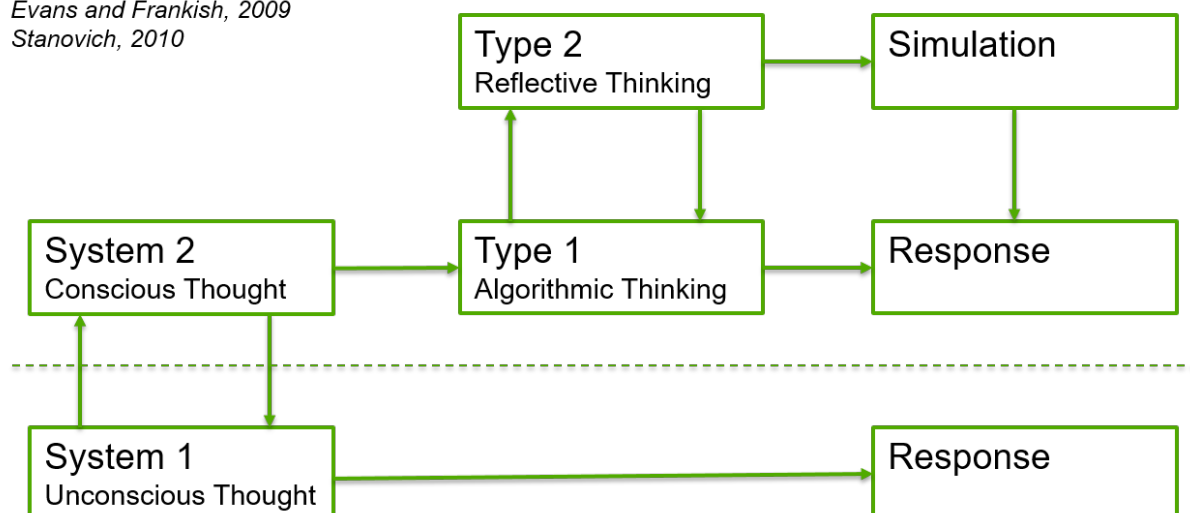 Evans and Frankish, 2009
Stanovich, 2010
Type 2
Reflective Thinking
Simulation
System 2
Conscious Thought
Type 1
Algorithmic Thinking
Response
System 1
Unconscious Thought
Response